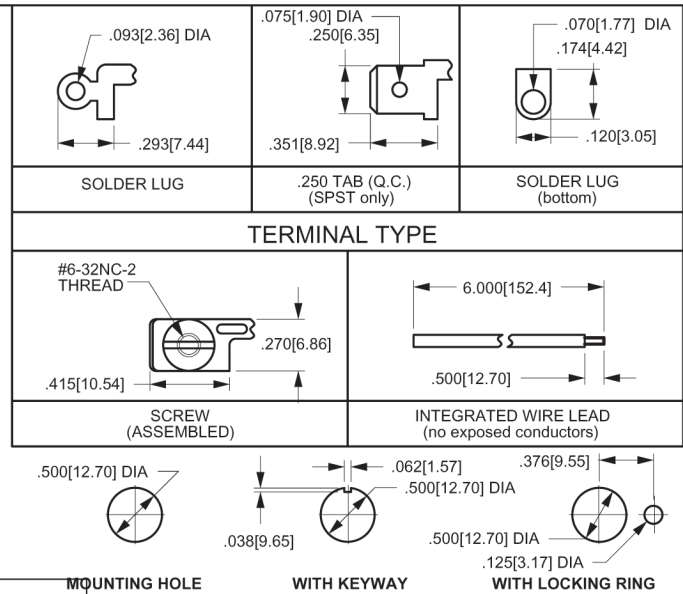 .093[2.36] DIA
.293[7.44]
SOLDER LUG
.075[1.90] DIA
.250[6.35]
.351[8.92]
.250 TAB (Q.C.)
(SPST only)
.070[1.77] DIA
.174[4.42]
.120[3.05]
SOLDER LUG
(bottom)
TERMINAL TYPE
#6-32NC-2
THREAD
.270[6.86]
.415[10.54]
SCREW
(ASSEMBLED)
6.000[152.4]
.500[12.70]
INTEGRATED WIRE LEAD
(no exposed conductors)
.500[12.70] DIA
MOUNTING HOLE
.062[1.57]
.500[12.70] DIA
.038[9.65]
WITH KEYWAY
.376[9.55]
.500[12.70] DIA
.125[3.17] DIA
WITH LOCKING RING